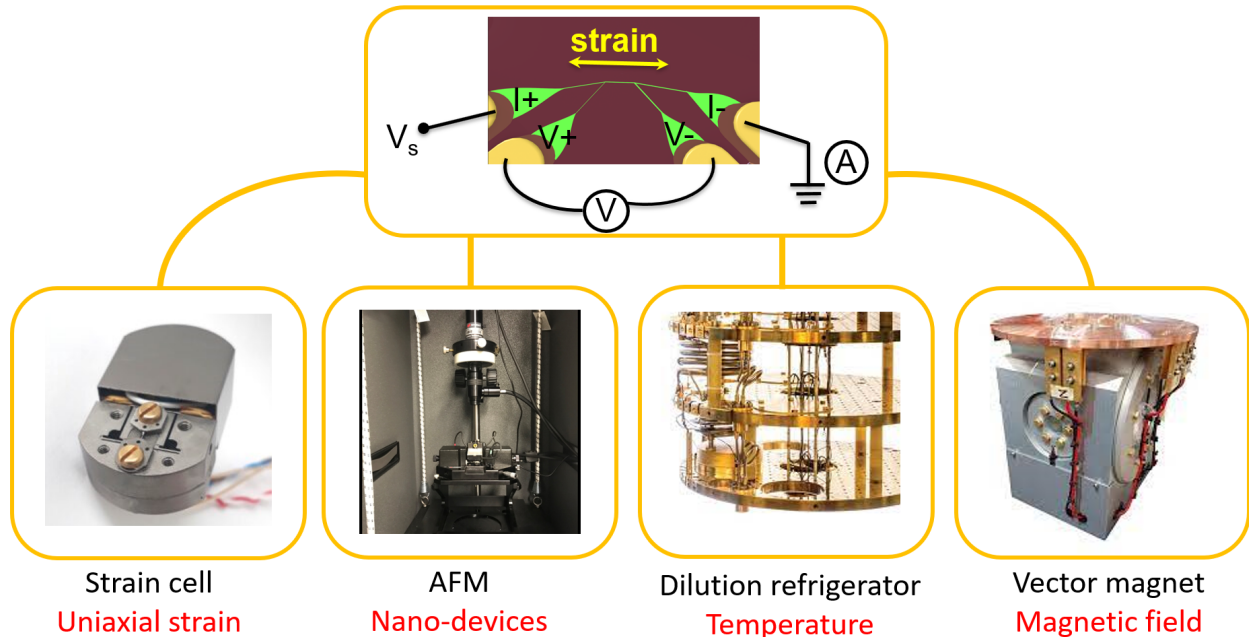 strain
I+
I-
V+
V-
Vs
A
V
Strain cell
Uniaxial strain
AFM
Nano-devices
Dilution refrigerator
Temperature
Z
Vector magnet
Magnetic field